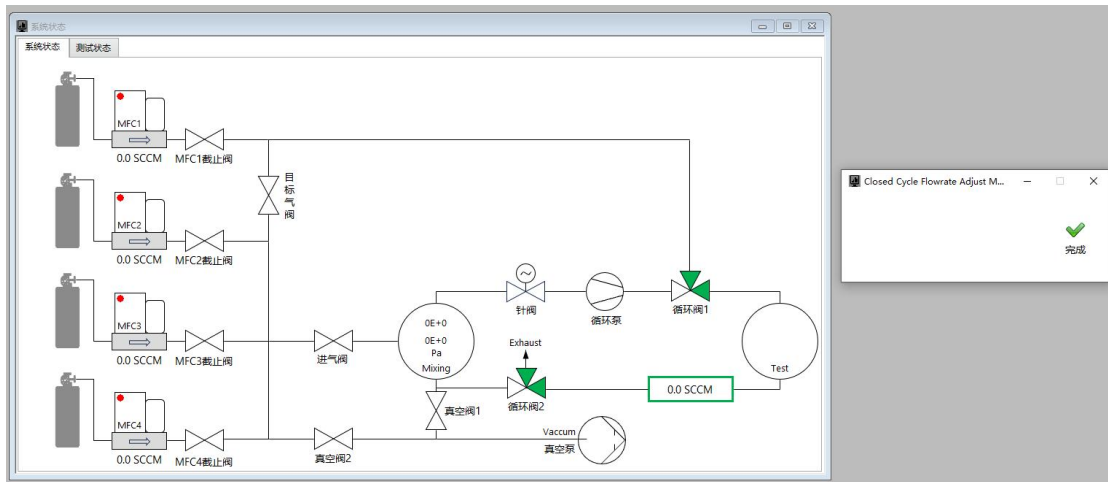 系统状态
系统状态
测试状态
MFC1
0.0 SCCM
MFC1截止阀
目标气阀
MFC2
0.0 SCCM
MFC2截止阀
Closed Cycle Flowrate Adjust M...
完成
MFC3
0.0 SCCM
MFC3截止阀
进气阀
0E+0
0E+0
Pa
Mixing
针阀
循环泵
循环阀1
Test
Exhaust
循环阀2
0.0 SCCM
真空阀1
MFC4
0.0 SCCM
MFC4截止阀
真空阀2
Vaccum
真空泵